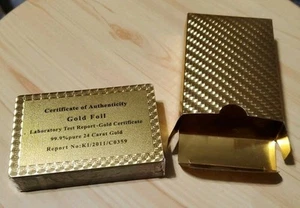 Certificate of Authenticity
Gold Foil
Laboratory Test Report -Gold Certificate
99.9%pure 24 Carat Gold
Report No:KI/2011/C8359